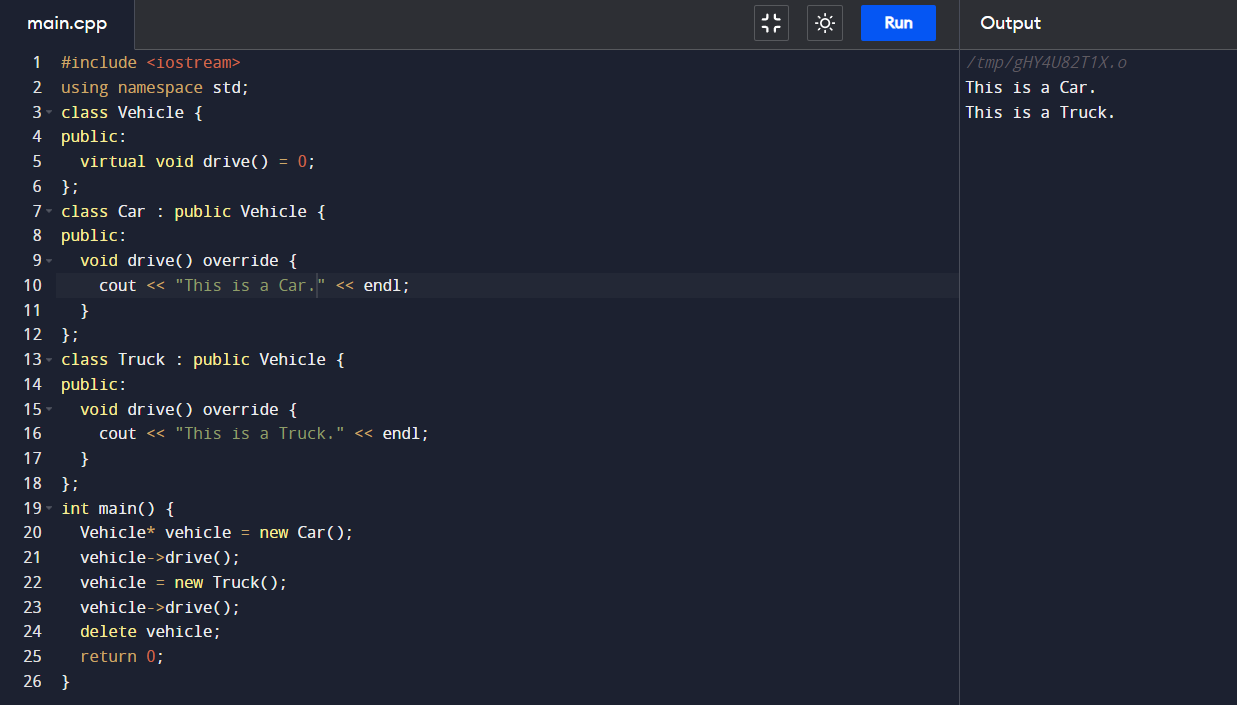 main.cpp
Run
Output
1 #include <iostream>
2 using namespace std;
3 class Vehicle {
4 public:
5   virtual void drive() = 0;
6 };
7 class Car : public Vehicle {
8 public:
9   void drive() override {
10     cout << "This is a Car." << endl;
11   }
12 };
13 class Truck : public Vehicle {
14 public:
15   void drive() override {
16     cout << "This is a Truck." << endl;
17   }
18 };
19 int main() {
20   Vehicle* vehicle = new Car();
21   vehicle->drive();
22   vehicle = new Truck();
23   vehicle->drive();
24   delete vehicle;
25   return 0;
26 }
/tmp/gHY4U82T1X.o
This is a Car.
This is a Truck.